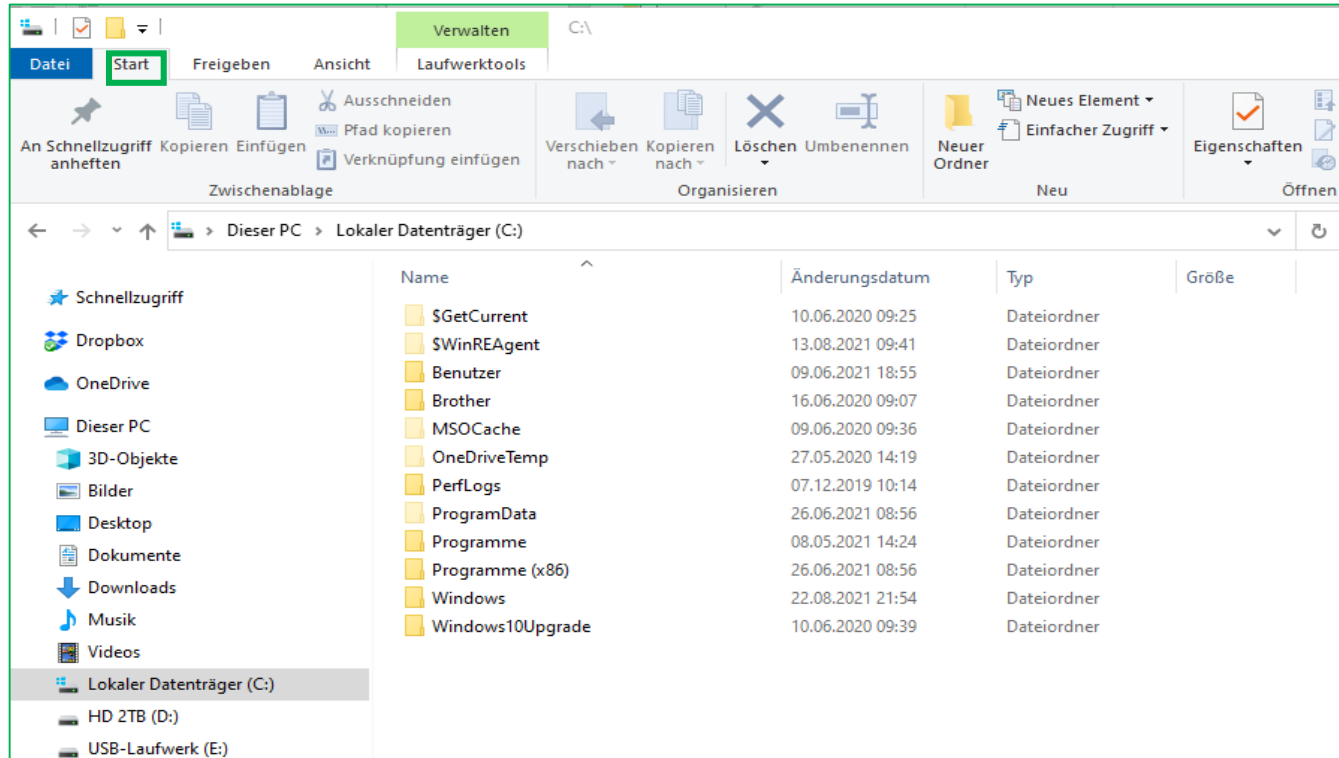 Verwalten C:\
Datei Start Freigeben Ansicht Laufwerktools
An Schnellzugriff anheften
Kopieren
Einfügen
Ausschneiden
Pfad kopieren
Verknüpfung einfügen
Zwischenablage
Verschieben nach
Kopieren nach
Löschen
Umbenennen
Organisieren
Neuer Ordner
Neues Element
Einfacher Zugriff
Neu
Eigenschaften
Öffnen
Dieser PC > Lokaler Datenträger (C:)
Schnellzugriff
Dropbox
OneDrive
Dieser PC
3D-Objekte
Bilder
Desktop
Dokumente
Downloads
Musik
Videos
Lokaler Datenträger (C:)
HD 2TB (D:)
USB-Laufwerk (E:)
Name Änderungsdatum Typ Größe
$GetCurrent 10.06.2020 09:25 Dateiordner
$WinREAgent 13.08.2021 09:41 Dateiordner
Benutzer 09.06.2021 18:55 Dateiordner
Brother 16.06.2020 09:07 Dateiordner
MSOCache 09.06.2020 09:36 Dateiordner
OneDriveTemp 27.05.2020 14:19 Dateiordner
PerfLogs 07.12.2019 10:14 Dateiordner
ProgramData 26.06.2021 08:56 Dateiordner
Programme 08.05.2021 14:24 Dateiordner
Programme (x86) 26.06.2021 08:56 Dateiordner
Windows 22.08.2021 21:54 Dateiordner
Windows10Upgrade 10.06.2020 09:39 Dateiordner